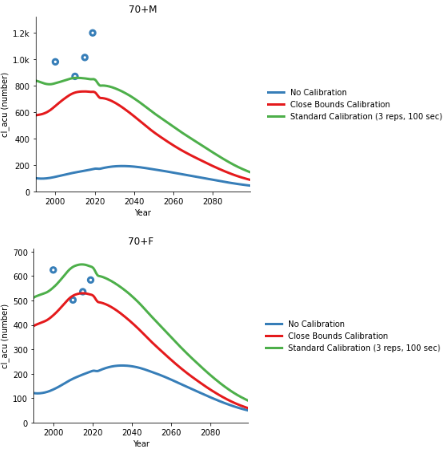 70+M
1.2k
1.0k
800
600
400
200
0
cl_acu (number)
2000 2020 2040 2060 2080
Year
No Calibration
Close Bounds Calibration
Standard Calibration (3 reps, 100 sec)
70+F
700
600
500
400
300
200
100
0
cl_acu (number)
2000 2020 2040 2060 2080
Year
No Calibration
Close Bounds Calibration
Standard Calibration (3 reps, 100 sec)